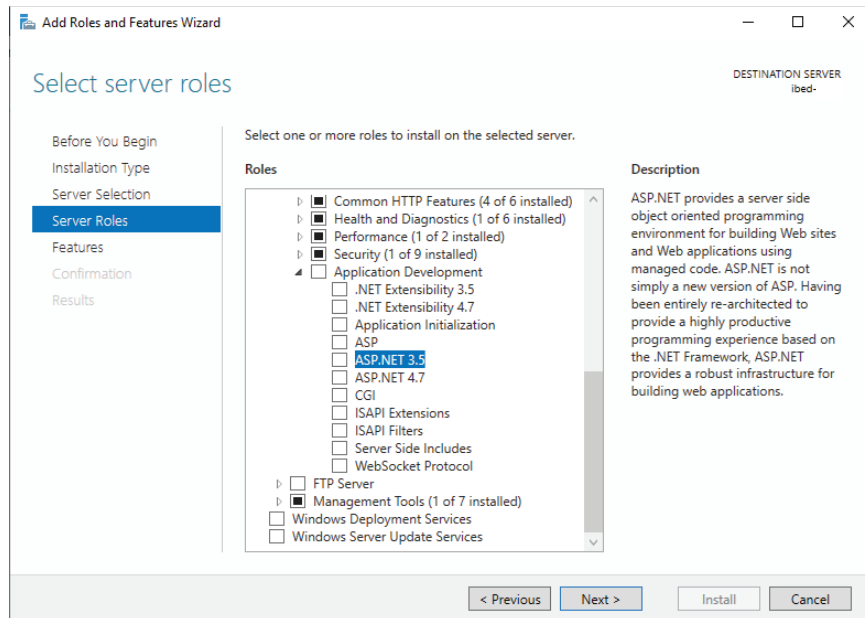 Add Roles and Features Wizard
Select server roles
DESTINATION SERVER
ibed-
Before You Begin
Installation Type
Server Selection
Server Roles
Features
Confirmation
Results
Select one or more roles to install on the selected server.
Roles
Common HTTP Features (4 of 6 installed)
Health and Diagnostics (1 of 6 installed)
Performance (1 of 2 installed)
Security (1 of 9 installed)
Application Development
.NET Extensibility 3.5
.NET Extensibility 4.7
Application Initialization
ASP
ASP.NET 3.5
ASP.NET 4.7
CGI
ISAPI Extensions
ISAPI Filters
Server Side Includes
WebSocket Protocol
FTP Server
Management Tools (1 of 7 installed)
Windows Deployment Services
Windows Server Update Services
Description
ASP.NET provides a server side
object oriented programming
environment for building Web sites
and Web applications using
managed code. ASP.NET is not
simply a new version of ASP. Having
been entirely re-architected to
provide a highly productive
programming experience based on
the .NET Framework, ASP.NET
provides a robust infrastructure for
building web applications.
< Previous
Next >
Install
Cancel